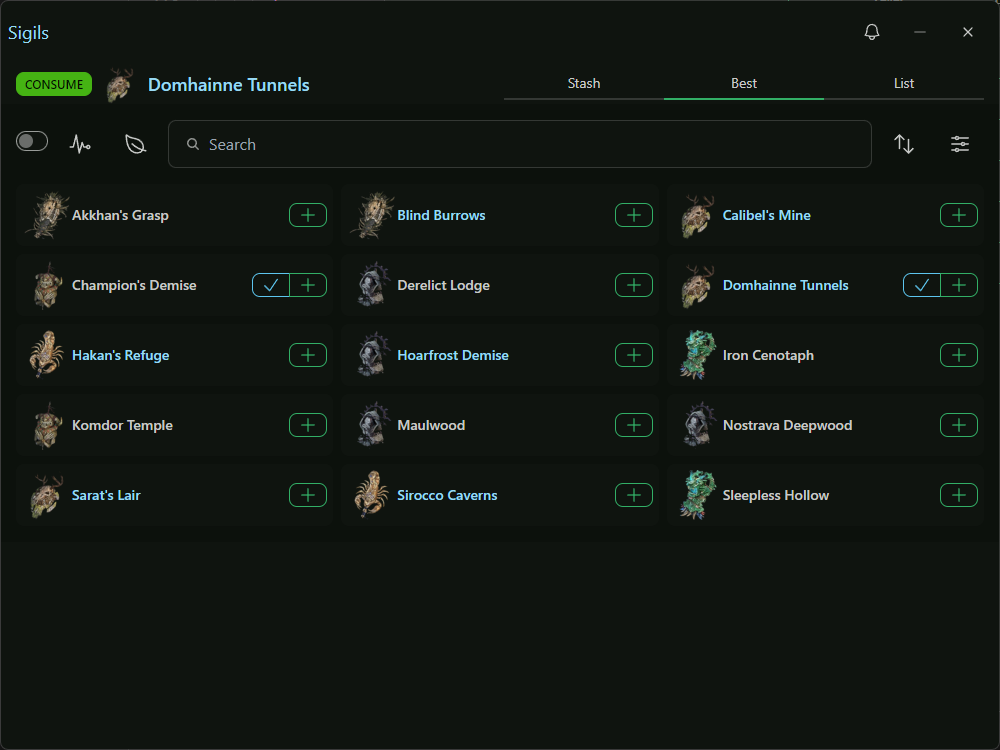 Sigils
CONSUME Domhainne Tunnels Stash Best List
Search
Akkhan's Grasp Blind Burrows Calibel's Mine
Champion's Demise Derelict Lodge Domhainne Tunnels
Hakan's Refuge Hoarfrost Demise Iron Cenotaph
Komdor Temple Maulwood Nostrava Deepwood
Sarat's Lair Sirocco Caverns Sleepless Hollow